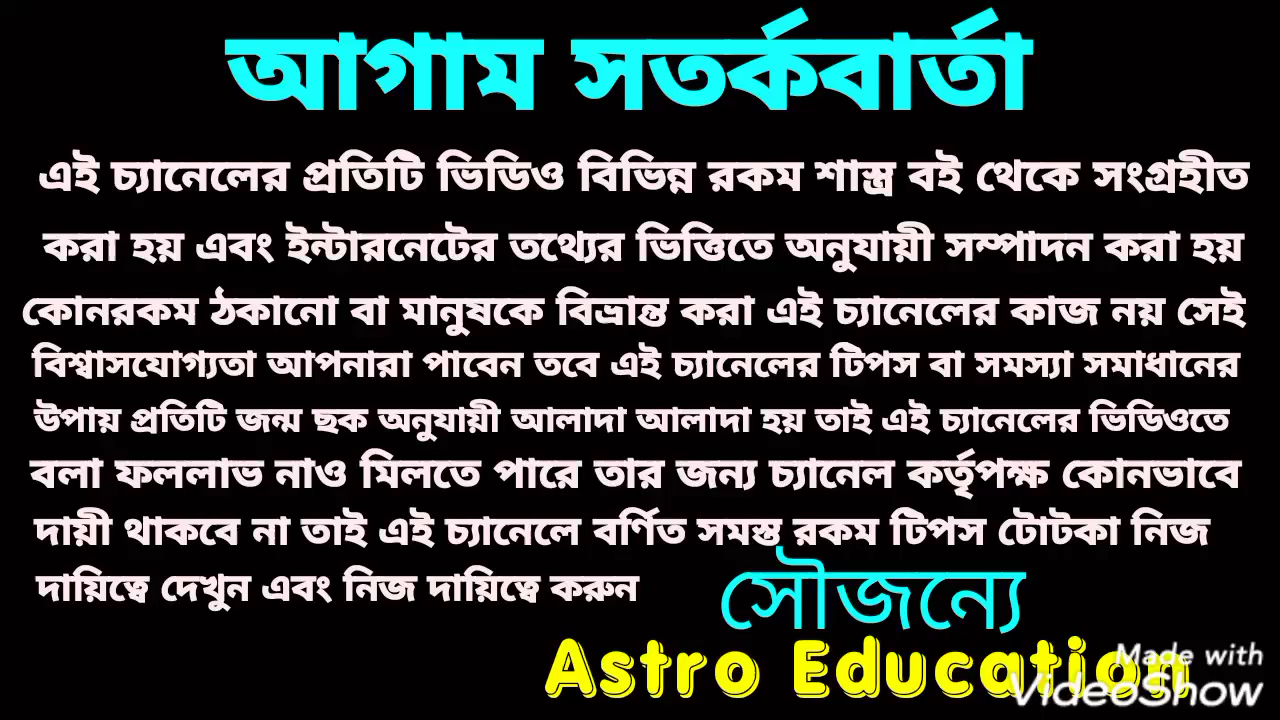 আগাম সতর্কবার্তা
এই চ্যানেলের প্রতিটি ভিডিও বিভিন্ন রকম শাস্ত্র বই থেকে সংগ্রহীত
করা হয় এবং ইন্টারনেটের তথ্যের ভিত্তিতে অনুযায়ী সম্পাদন করা হয়
কোনরকম ঠকানো বা মানুষকে বিভ্রান্ত করা এই চ্যানেলের কাজ নয় সেই
বিশ্বাসযোগ্যতা আপনারা পাবেন তবে এই চ্যানেলের টিপস বা সমস্যা সমাধানের
উপায় প্রতিটি জন্ম ছক অনুযায়ী আলাদা আলাদা হয় তাই এই চ্যানেলের ভিডিওতে
বলা ফললাভ নাও মিলতে পারে তার জন্য চ্যানেল কর্তৃপক্ষ কোনভাবে
দায়ী থাকবে না তাই এই চ্যানেলে বর্ণিত সমস্ত রকম টিপস টোটকা নিজ
দায়িত্বে দেখুন এবং নিজ দায়িত্বে করুন
সৌজন্যে
Astro Education
Made with
VideoShow